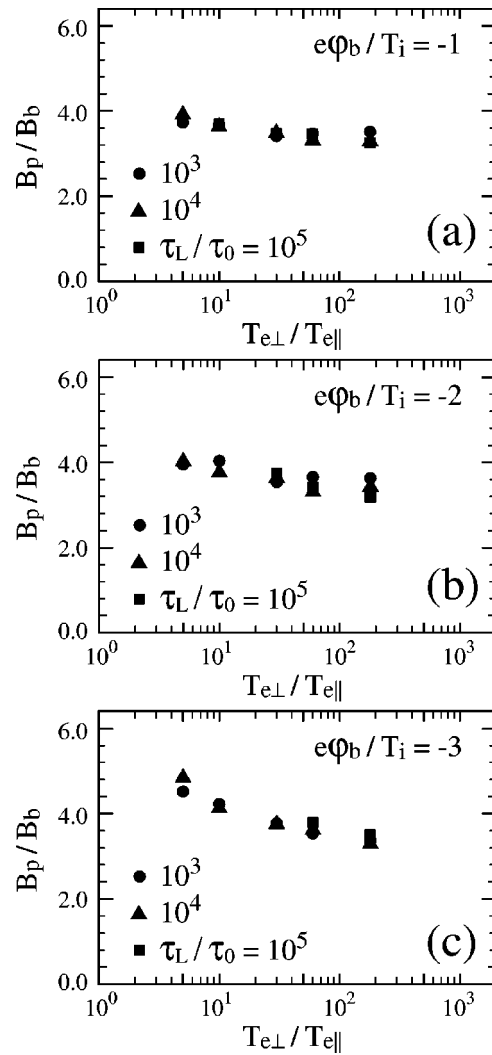 6.0
eφb / Ti = -1
4.0
Bp / Bb
10³
2.0
10⁴
τL / τ0 = 10⁵
(a)
0.0
10⁰ 10¹ 10² 10³
Te⊥ / Te∥
6.0
eφb / Ti = -2
4.0
Bp / Bb
10³
2.0
10⁴
τL / τ0 = 10⁵
(b)
0.0
10⁰ 10¹ 10² 10³
Te⊥ / Te∥
6.0
eφb / Ti = -3
4.0
Bp / Bb
10³
2.0
10⁴
τL / τ0 = 10⁵
(c)
0.0
10⁰ 10¹ 10² 10³
Te⊥ / Te∥